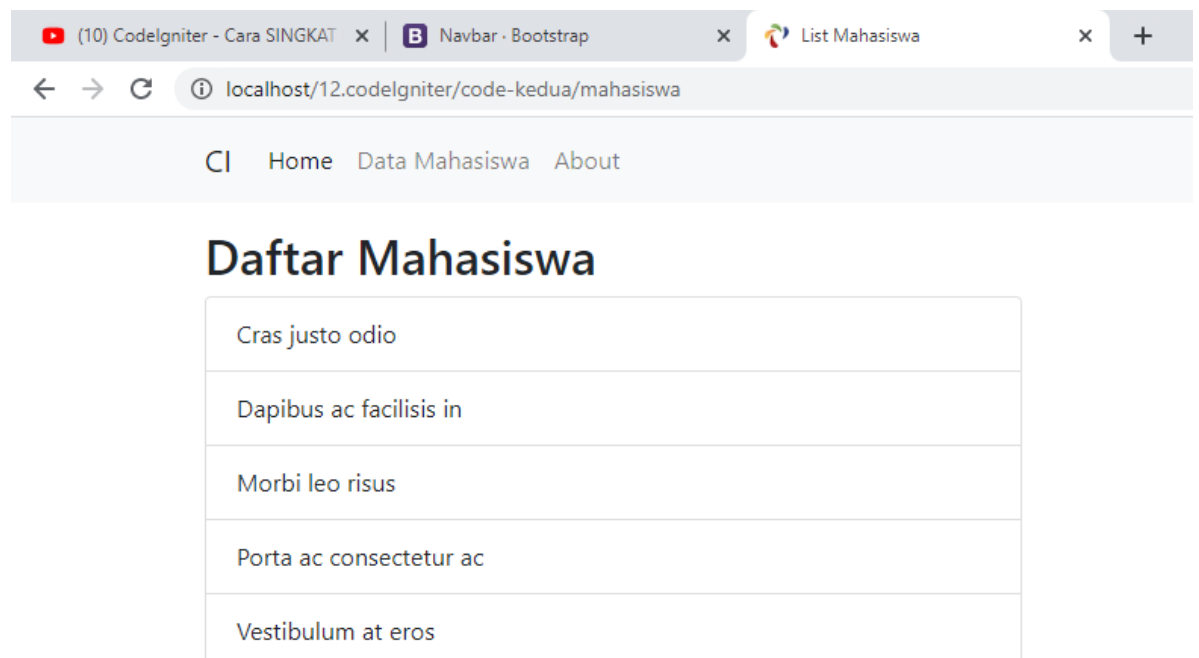 (10) CodeIgniter - Cara SINGKAT
Navbar · Bootstrap
List Mahasiswa
localhost/12.codeIgniter/code-kedua/mahasiswa
CI Home Data Mahasiswa About
Daftar Mahasiswa
Cras justo odio
Dapibus ac facilisis in
Morbi leo risus
Porta ac consectetur ac
Vestibulum at eros